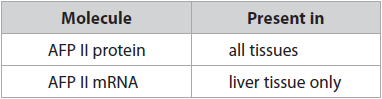 Molecule Present in
AFP II protein all tissues
AFP II mRNA liver tissue only